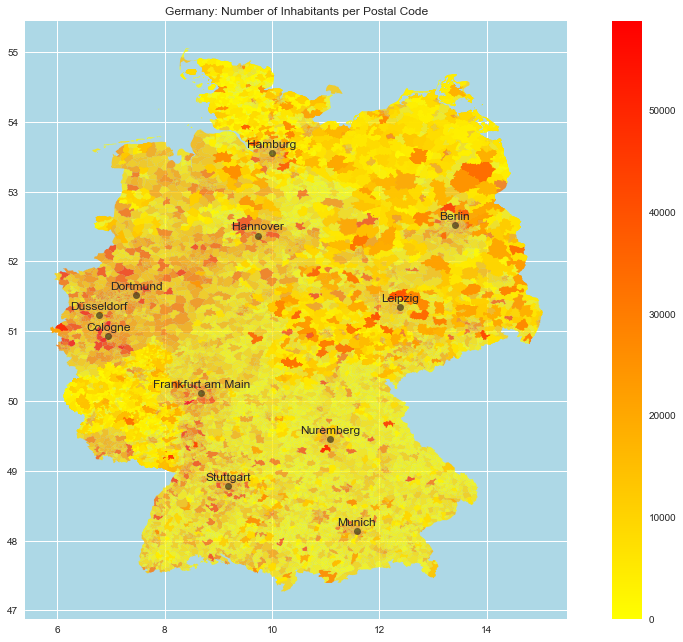 Germany: Number of Inhabitants per Postal Code
55
54
53
52
51
50
49
48
47
6
8
10
12
14
Hamburg
Hannover
Berlin
Dortmund
Düsseldorf
Cologne
Leipzig
Frankfurt am Main
Nuremberg
Stuttgart
Munich
50000
40000
30000
20000
10000
0